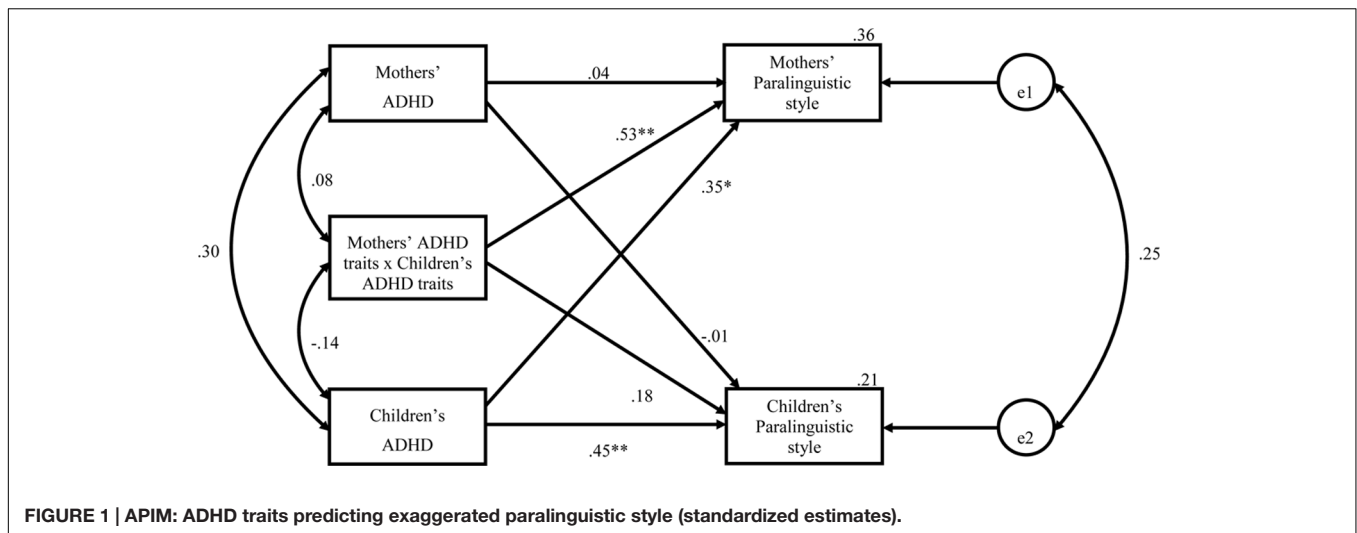 Mothers'
ADHD
.04
.36
Mothers'
Paralinguistic
style
e1
.53**
.35*
.08
.30
Mothers' ADHD
traits x Children's
ADHD traits
.25
-.14
-.01
.18
.21
Children's
ADHD
.45**
Children's
Paralinguistic
style
e2
FIGURE 1 | APIM: ADHD traits predicting exaggerated paralinguistic style (standardized estimates).